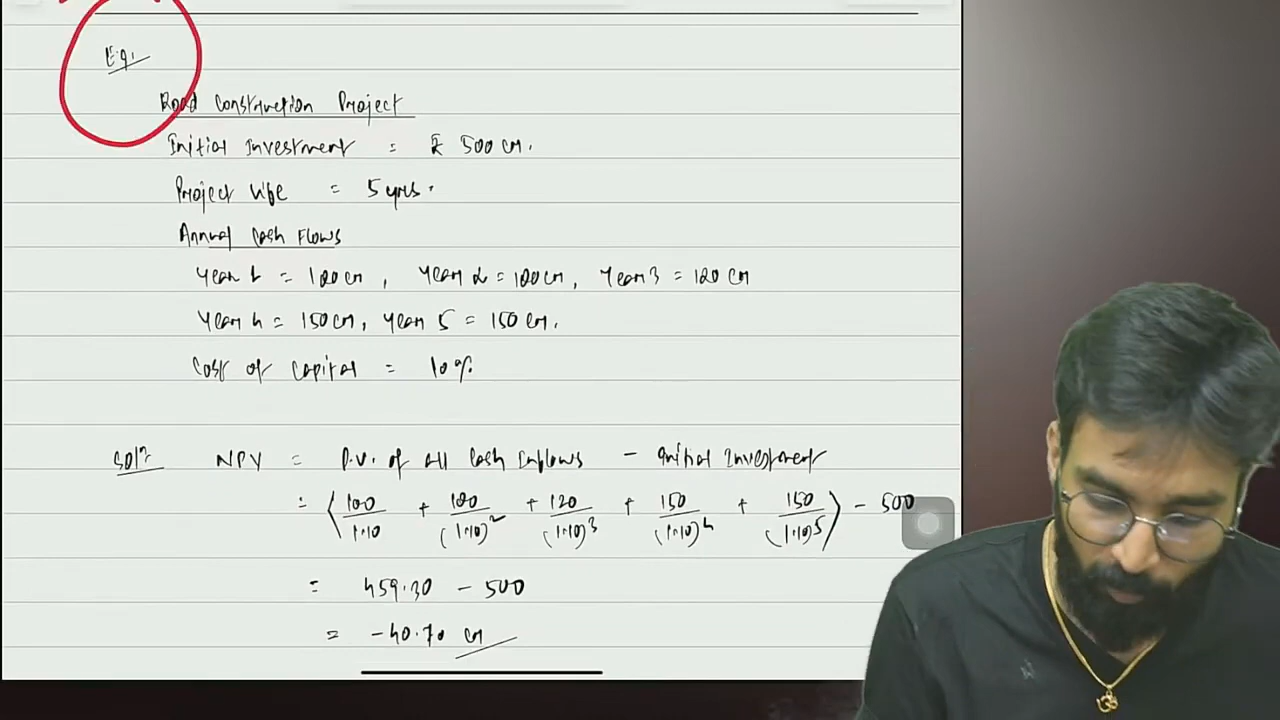 Eg.
Road Construction Project
Initial Investment = ₹ 500 cr.
Project life = 5 yrs.
Annual Cash Flows
Year 1 = 100 cr, Year 2 = 100 cr, Year 3 = 120 cr
Year 4 = 150 cr, Year 5 = 150 cr.
Cost of Capital = 10%
Solⁿ NPV = P.V. of All Cash Inflows - Initial Investment
= (100/1.10 + 100/(1.10)² + 120/(1.10)³ + 150/(1.10)⁴ + 150/(1.10)⁵) - 500
= 459.30 - 500
= -40.70 cr